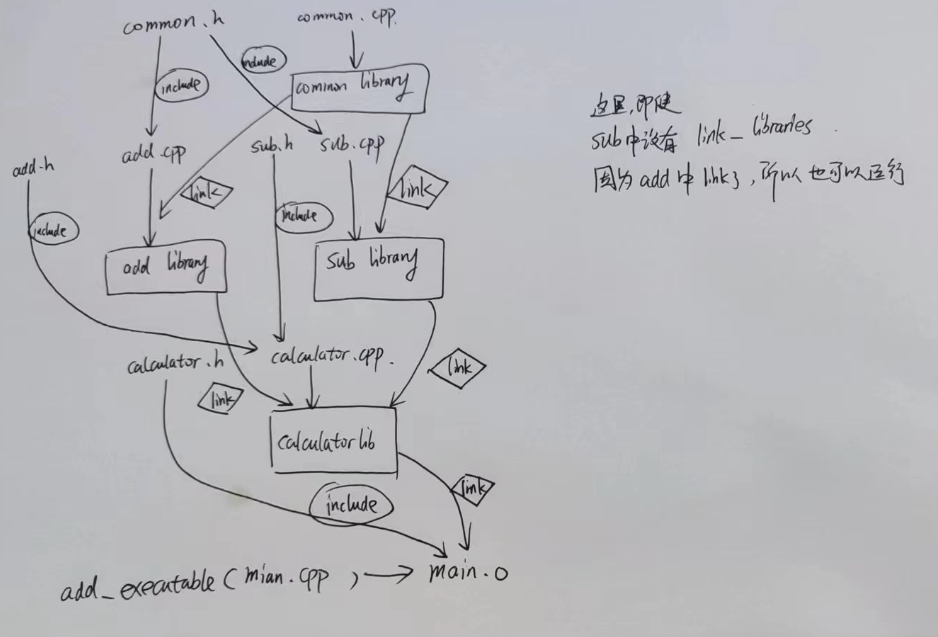 common.h
common.cpp
include
include
common library
add.h
add.cpp
sub.h
sub.cpp
link
link
include
include
add library
sub library
calculator.h
calculator.cpp.
link
link
calculator lib
include
link
add_executable(mian.cpp ) → main.o
这里,即使
sub中没有 link_libraries.
因为 add 中 link了,所以也可以运行